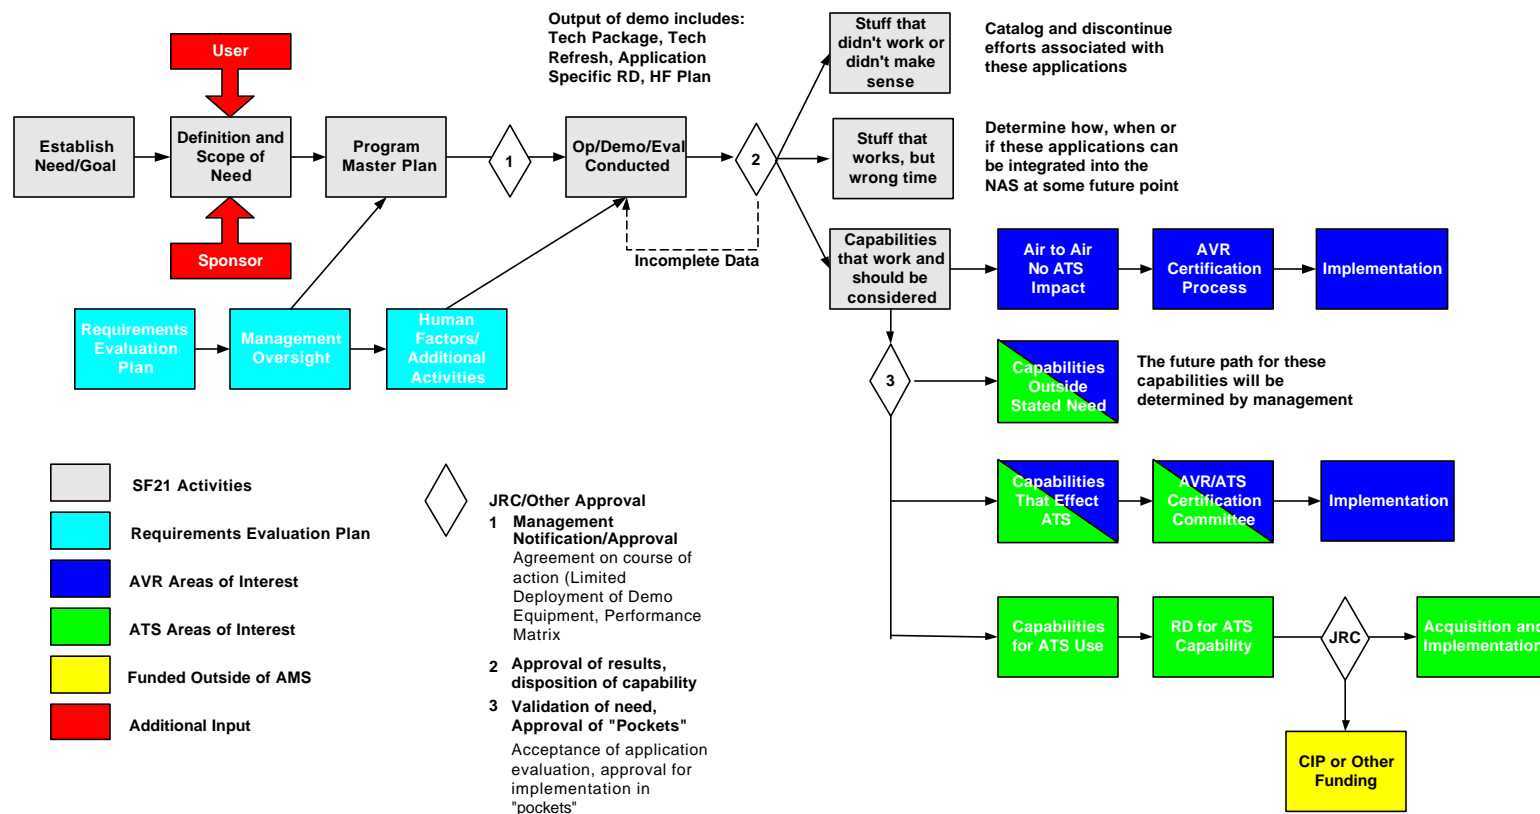 Output of demo includes:
Tech Package, Tech
Refresh, Application
Specific RD, HF Plan
User
Stuff that
didn't work or
didn't make
sense
Catalog and discontinue
efforts associated with
these applications
Establish
Need/Goal
Definition and
Scope of
Need
Program
Master Plan
1
Op/Demo/Eval
Conducted
2
Stuff that
works, but
wrong time
Determine how, when or
if these applications can
be integrated into the
NAS at some future point
Sponsor
Incomplete Data
Capabilities
that work and
should be
considered
Air to Air
No ATS
Impact
AVR
Certification
Process
Implementation
Requirements
Evaluation
Plan
Management
Oversight
Human
Factors/
Additional
Activities
3
Capabilities
Outside
Stated Need
The future path for these
capabilities will be
determined by management
Capabilities
That Effect
ATS
AVR/ATS
Certification
Committee
Implementation
Capabilities
for ATS Use
RD for ATS
Capability
JRC
Acquisition and
Implementation
CIP or Other
Funding
SF21 Activities
Requirements Evaluation Plan
AVR Areas of Interest
ATS Areas of Interest
Funded Outside of AMS
Additional Input
JRC/Other Approval
1 Management
Notification/Approval
Agreement on course of
action (Limited
Deployment of Demo
Equipment, Performance
Matrix
2 Approval of results,
disposition of capability
3 Validation of need,
Approval of "Pockets"
Acceptance of application
evaluation, approval for
implementation in
"pockets"